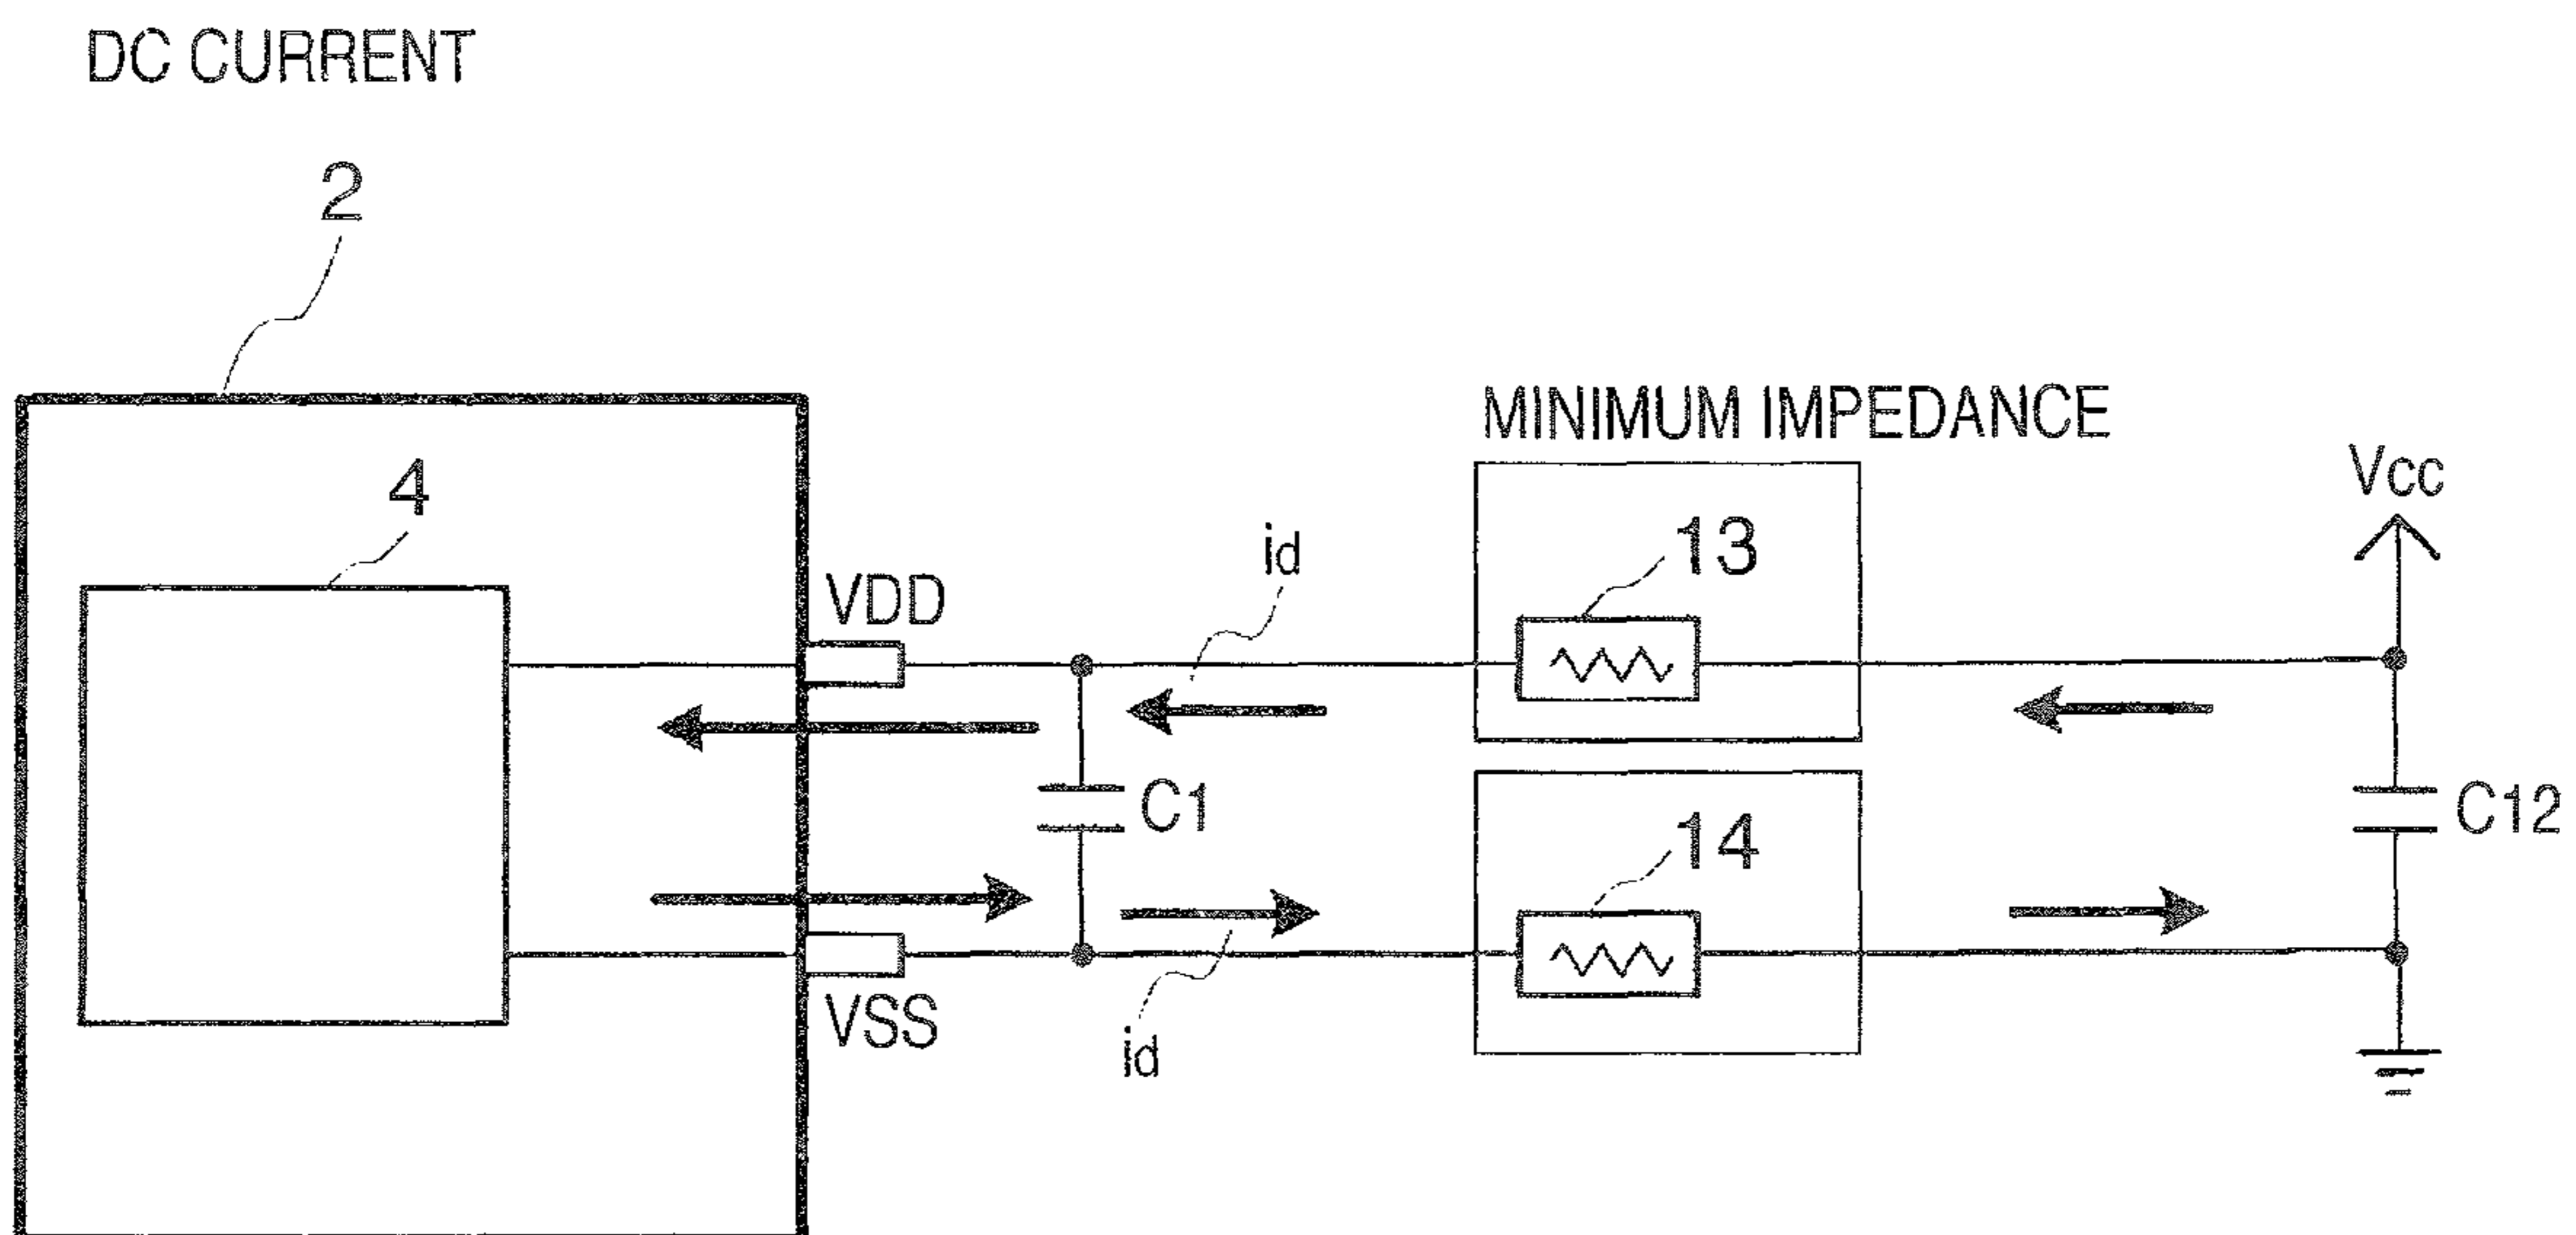 DC CURRENT
2
MINIMUM IMPEDANCE
Vcc
4
13
id
VDD
C1
C12
14
VSS
id